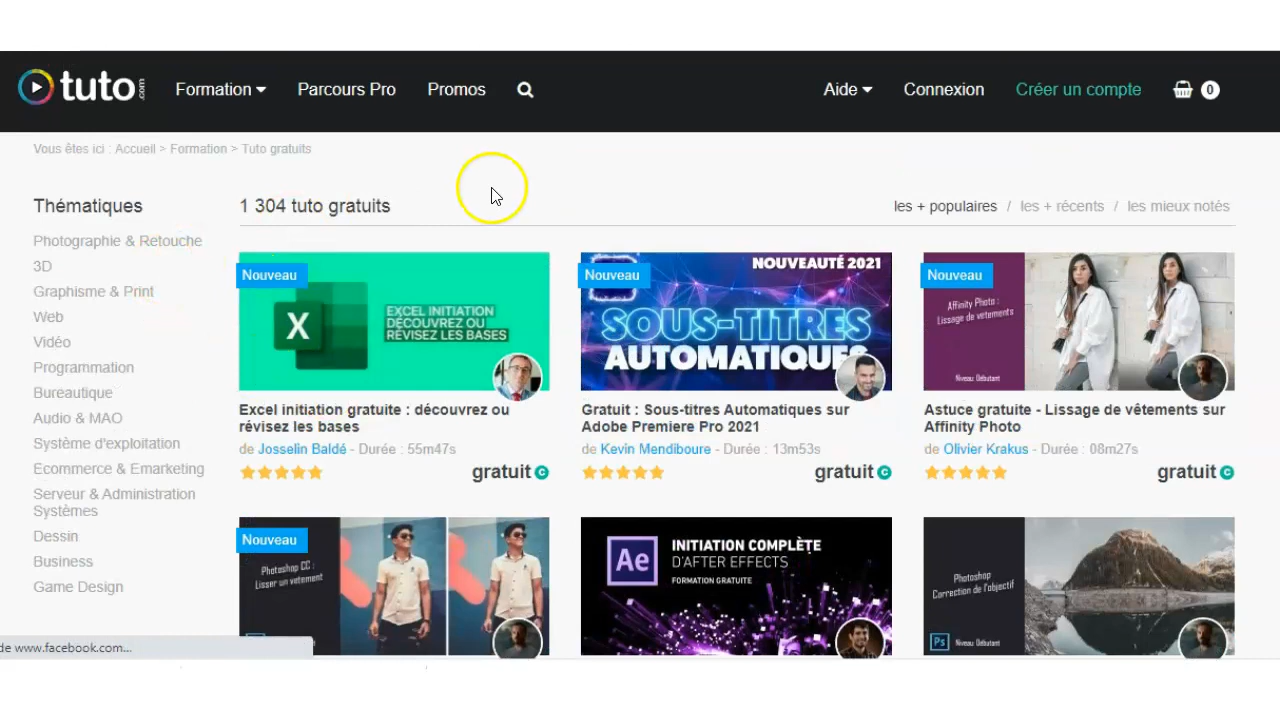 tuto.com
Formation
Parcours Pro
Promos
Aide
Connexion
Créer un compte
0
Vous êtes ici : Accueil > Formation > Tuto gratuits
Thématiques
Photographie & Retouche
3D
Graphisme & Print
Web
Vidéo
Programmation
Bureautique
Audio & MAO
Système d'exploitation
Ecommerce & Emarketing
Serveur & Administration
Systèmes
Dessin
Business
Game Design
1 304 tuto gratuits
les + populaires / les + récents / les mieux notés
Nouveau
X
EXCEL INITIATION
DÉCOUVREZ OU
RÉVISEZ LES BASES
Excel initiation gratuite : découvrez ou
révisez les bases
de Josselin Baldé - Durée : 55m47s
gratuit C
Nouveau
NOUVEAUTÉ 2021
SOUS-TITRES
AUTOMATIQUES
Gratuit : Sous-titres Automatiques sur
Adobe Premiere Pro 2021
de Kevin Mendiboure - Durée : 13m53s
gratuit C
Nouveau
Affinity Photo :
Lissage de vetements
Niveau Débutant
Astuce gratuite - Lissage de vêtements sur
Affinity Photo
de Olivier Krakus - Durée : 08m27s
gratuit C
Nouveau
Photoshop CC :
Lisser un vetement
Ae
INITIATION COMPLÈTE
D'AFTER EFFECTS
FORMATION GRATUITE
Photoshop
Correction de l'objectif
Ps
Niveau Débutant
de www.facebook.com...